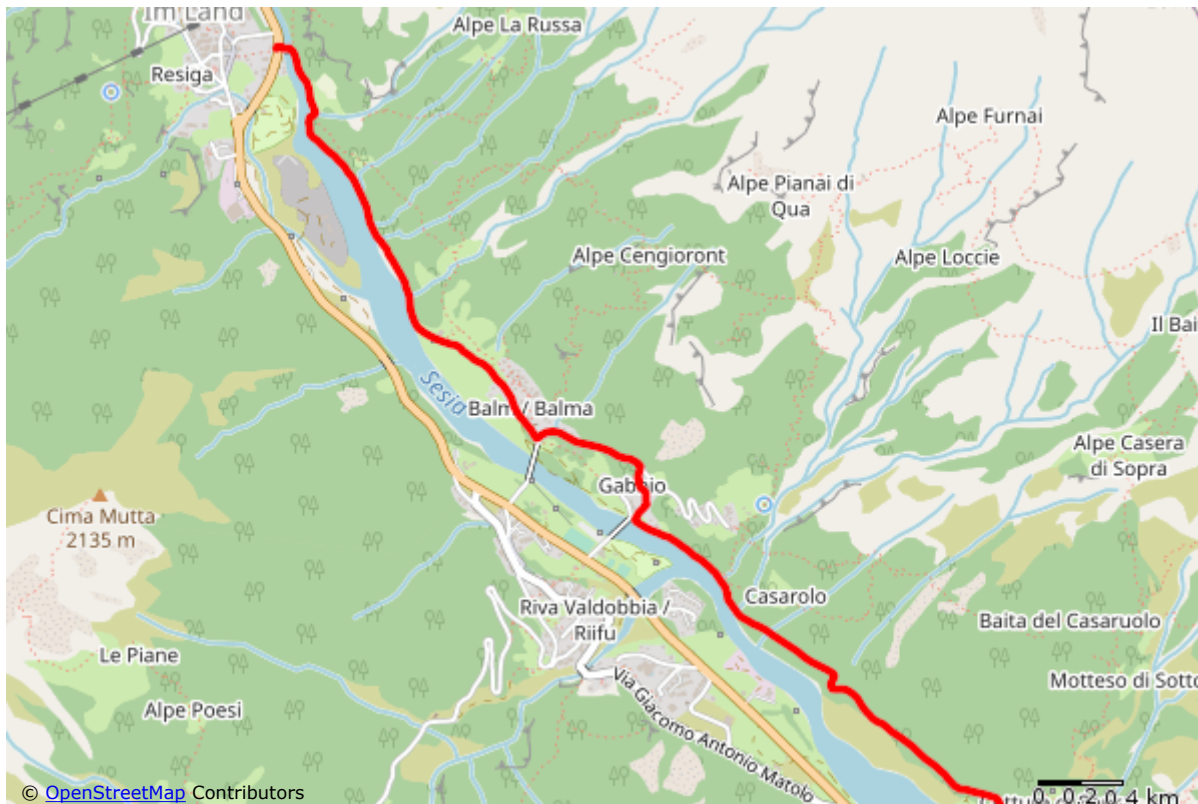 Im Land
Alpe La Russa
Resiga
Alpe Furnai
Alpe Pianai di
Qua
Alpe Cengioront
Alpe Loccie
Il Bai
Sesia
Balm / Balma
Alpe Casera
di Sopra
Cima Mutta
2135 m
Gabbio
Casarolo
Riva Valdobbia /
Riifu
Baita del Casaruolo
Le Piane
Motteso di Sotto
Via Giacomo Antonio Matolo
Alpe Poesi
0 0.2 0.4 km
© OpenStreetMap Contributors